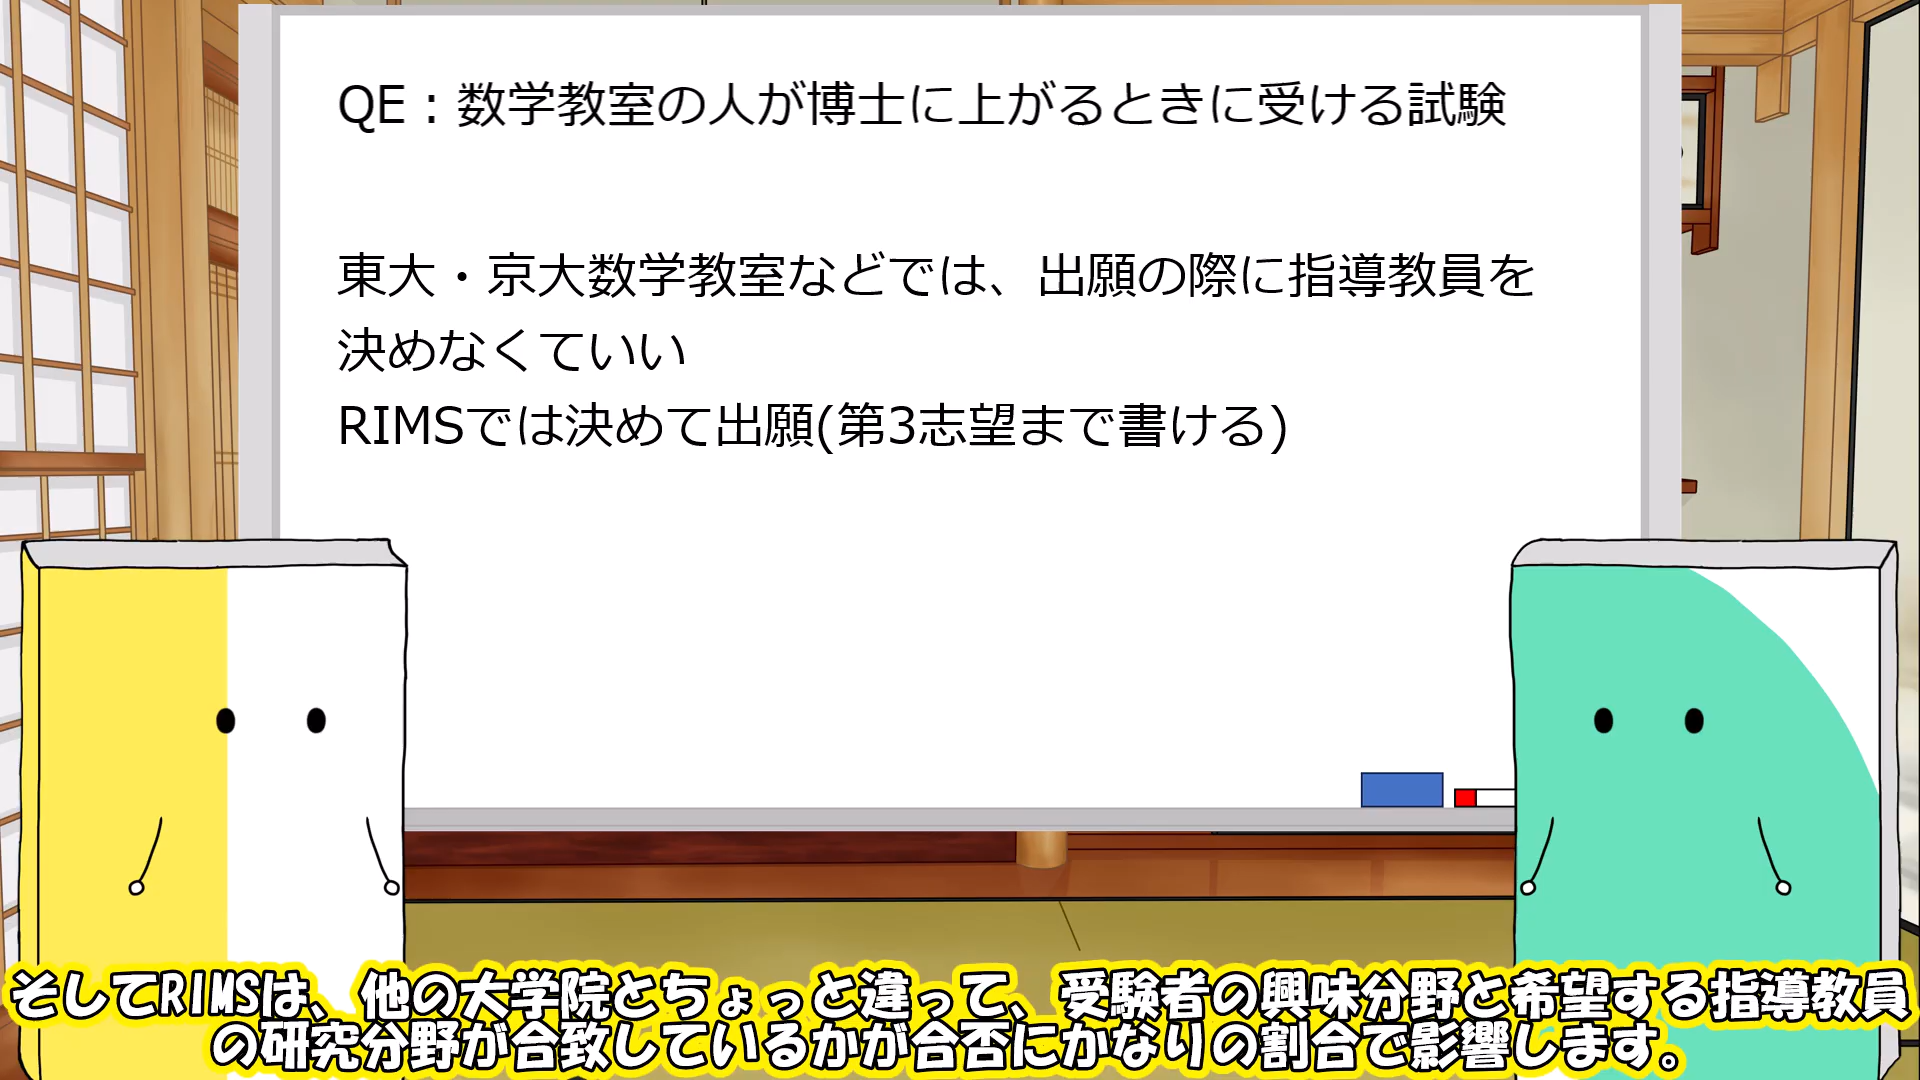 QE：数学教室の人が博士に上がるときに受ける試験
東大・京大数学教室などでは、出願の際に指導教員を
決めなくていい
RIMSでは決めて出願(第3志望まで書ける)
そしてRIMSは、他の大学院とちょっと違って、受験者の興味分野と希望する指導教員
の研究分野が合致しているかが合否にかなりの割合で影響します。